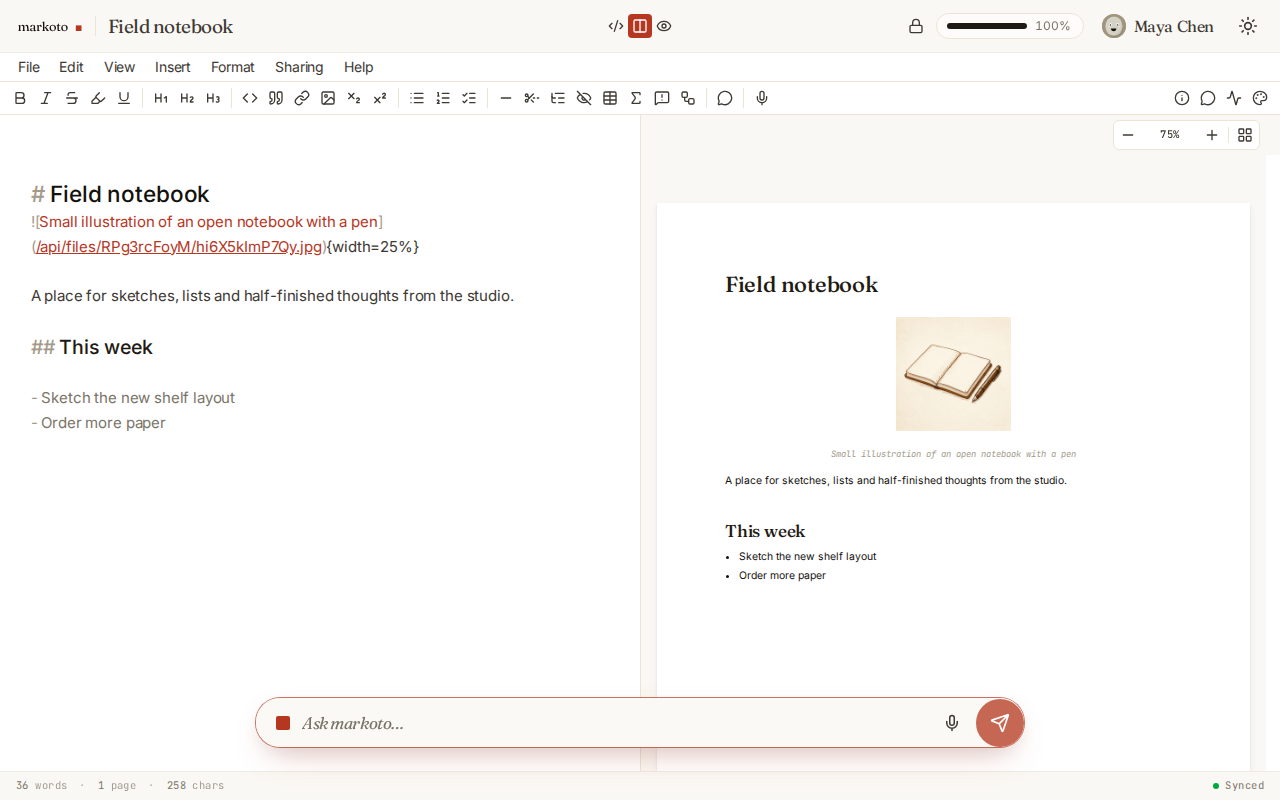 markoto
Field notebook
100%
Maya Chen
File Edit View Insert Format Sharing Help
H1 H2 H3
75%
# Field notebook
![Small illustration of an open notebook with a pen]
(/api/files/RPg3rcFoyM/hi6X5klmP7Qy.jpg){width=25%}
A place for sketches, lists and half-finished thoughts from the studio.
## This week
- Sketch the new shelf layout
- Order more paper
Field notebook
Small illustration of an open notebook with a pen
A place for sketches, lists and half-finished thoughts from the studio.
This week
• Sketch the new shelf layout
• Order more paper
Ask markoto...
36 words · 1 page · 258 chars
Synced